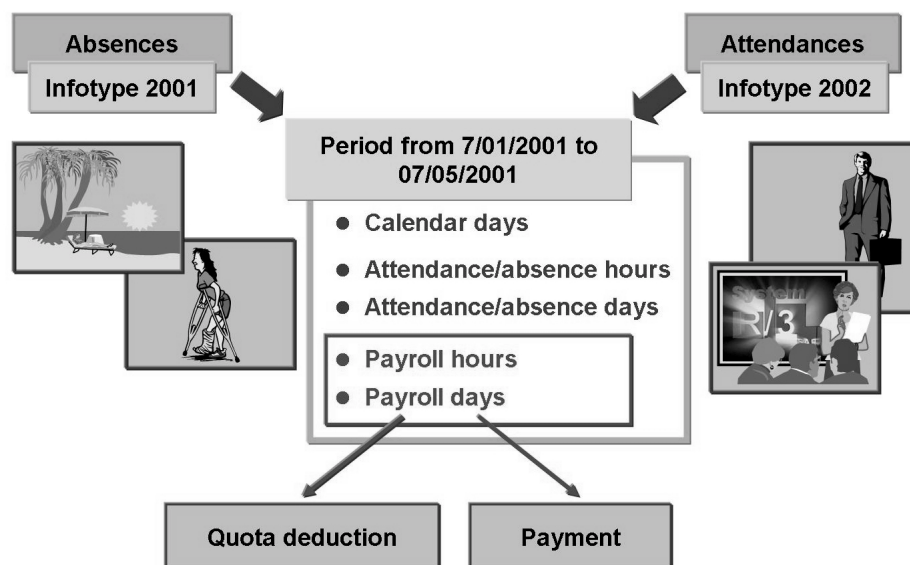 Absences
Infotype 2001
Attendances
Infotype 2002
Period from 7/01/2001 to
07/05/2001
Calendar days
Attendance/absence hours
Attendance/absence days
Payroll hours
Payroll days
System
R/3
Quota deduction
Payment